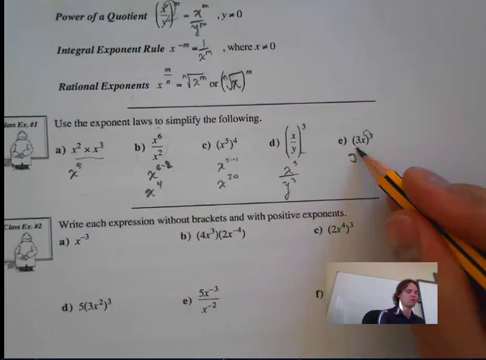 Power of a Quotient (x/y)^m = x^m/y^m , y≠0
Integral Exponent Rule x^-m = 1/x^m , where x ≠ 0
Rational Exponents x^(m/n) = ⁿ√x^m or (ⁿ√x)^m
Class Ex. #1 Use the exponent laws to simplify the following.
a) x² × x³ b) x⁶/x² c) (x⁵)⁴ d) (x/y)³ e) (3x)³
x⁵ x^6-2 x^5·4 x³/y³ 3
x⁴ x²⁰
Class Ex. #2 Write each expression without brackets and with positive exponents.
a) x⁻³ b) (4x³)(2x⁻⁴) c) (2x⁴)³
d) 5(3x²)³ e) 5x⁻³/x⁻² f)